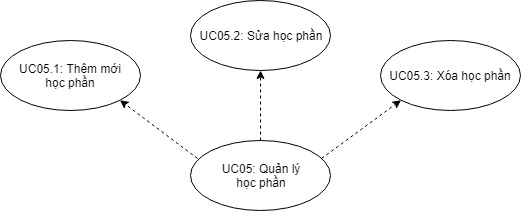 UC05.2: Sửa học phần
UC05.1: Thệm mới
học phần
UC05.3: Xóa học phần
UC05: Quản lý
học phần